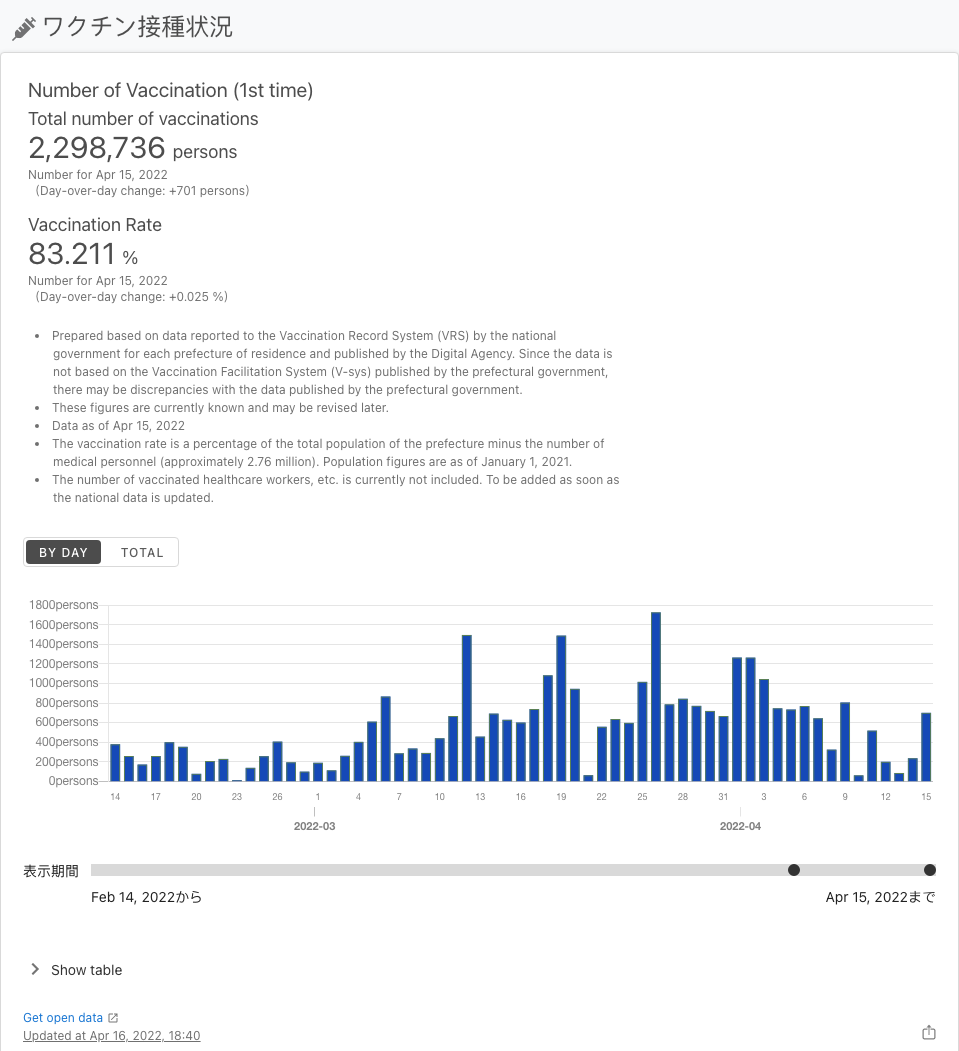 ワクチン接種状況
Number of Vaccination (1st time)
Total number of vaccinations
2,298,736 persons
Number for Apr 15, 2022
(Day-over-day change: +701 persons)
Vaccination Rate
83.211 %
Number for Apr 15, 2022
(Day-over-day change: +0.025 %)
• Prepared based on data reported to the Vaccination Record System (VRS) by the national
government for each prefecture of residence and published by the Digital Agency. Since the data is
not based on the Vaccination Facilitation System (V-sys) published by the prefectural government,
there may be discrepancies with the data published by the prefectural government.
• These figures are currently known and may be revised later.
• Data as of Apr 15, 2022
• The vaccination rate is a percentage of the total population of the prefecture minus the number of
medical personnel (approximately 2.76 million). Population figures are as of January 1, 2021.
• The number of vaccinated healthcare workers, etc. is currently not included. To be added as soon as
the national data is updated.
BY DAY TOTAL
1800persons
1600persons
1400persons
1200persons
1000persons
800persons
600persons
400persons
200persons
0persons
14 17 20 23 26 1 4 7 10 13 16 19 22 25 28 31 3 6 9 12 15
2022-03 2022-04
表示期間
Feb 14, 2022から Apr 15, 2022まで
Show table
Get open data
Updated at Apr 16, 2022, 18:40